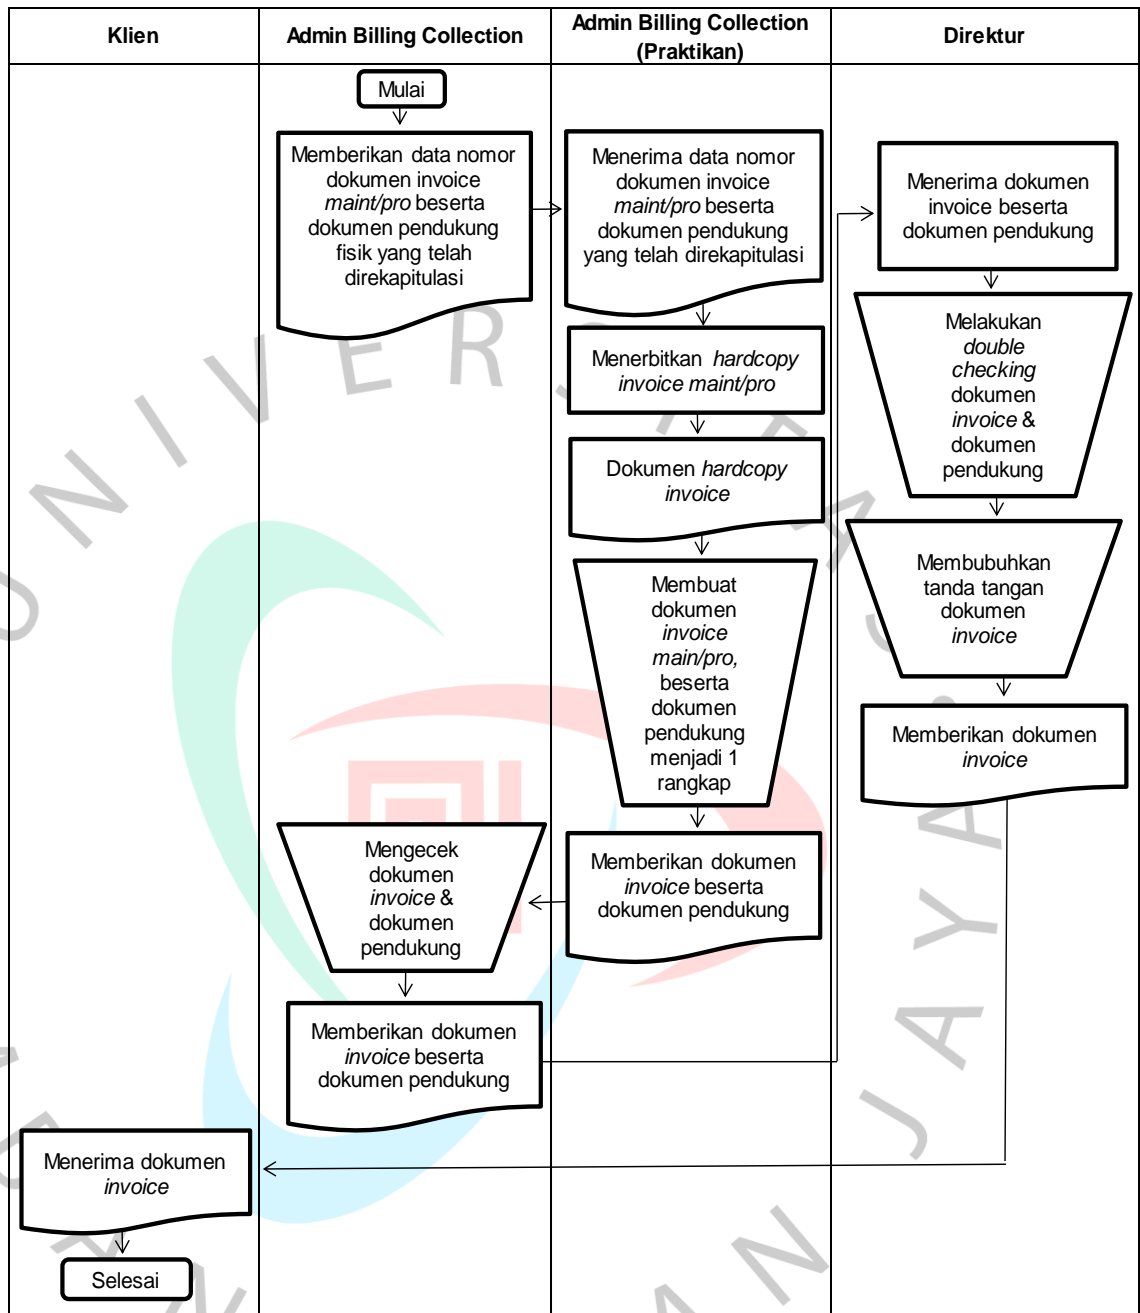 Klien
Admin Billing Collection
Admin Billing Collection
(Praktikan)
Direktur
Mulai
Memberikan data nomor
dokumen invoice
maint/pro beserta
dokumen pendukung
fisik yang telah
direkapitulasi
Menerima data nomor
dokumen invoice
maint/pro beserta
dokumen pendukung
yang telah direkapitulasi
Menerbitkan hardcopy
invoice maint/pro
Dokumen hardcopy
invoice
Membuat
dokumen
invoice
main/pro,
beserta
dokumen
pendukung
menjadi 1
rangkap
Memberikan dokumen
invoice beserta
dokumen pendukung
Mengecek
dokumen
invoice &
dokumen
pendukung
Memberikan dokumen
invoice beserta
dokumen pendukung
Menerima dokumen
invoice beserta
dokumen pendukung
Melakukan
double
checking
dokumen
invoice &
dokumen
pendukung
Membubuhkan
tanda tangan
dokumen
invoice
Memberikan dokumen
invoice
Menerima dokumen
invoice
Selesai
UNIVERSITAS
JAYA